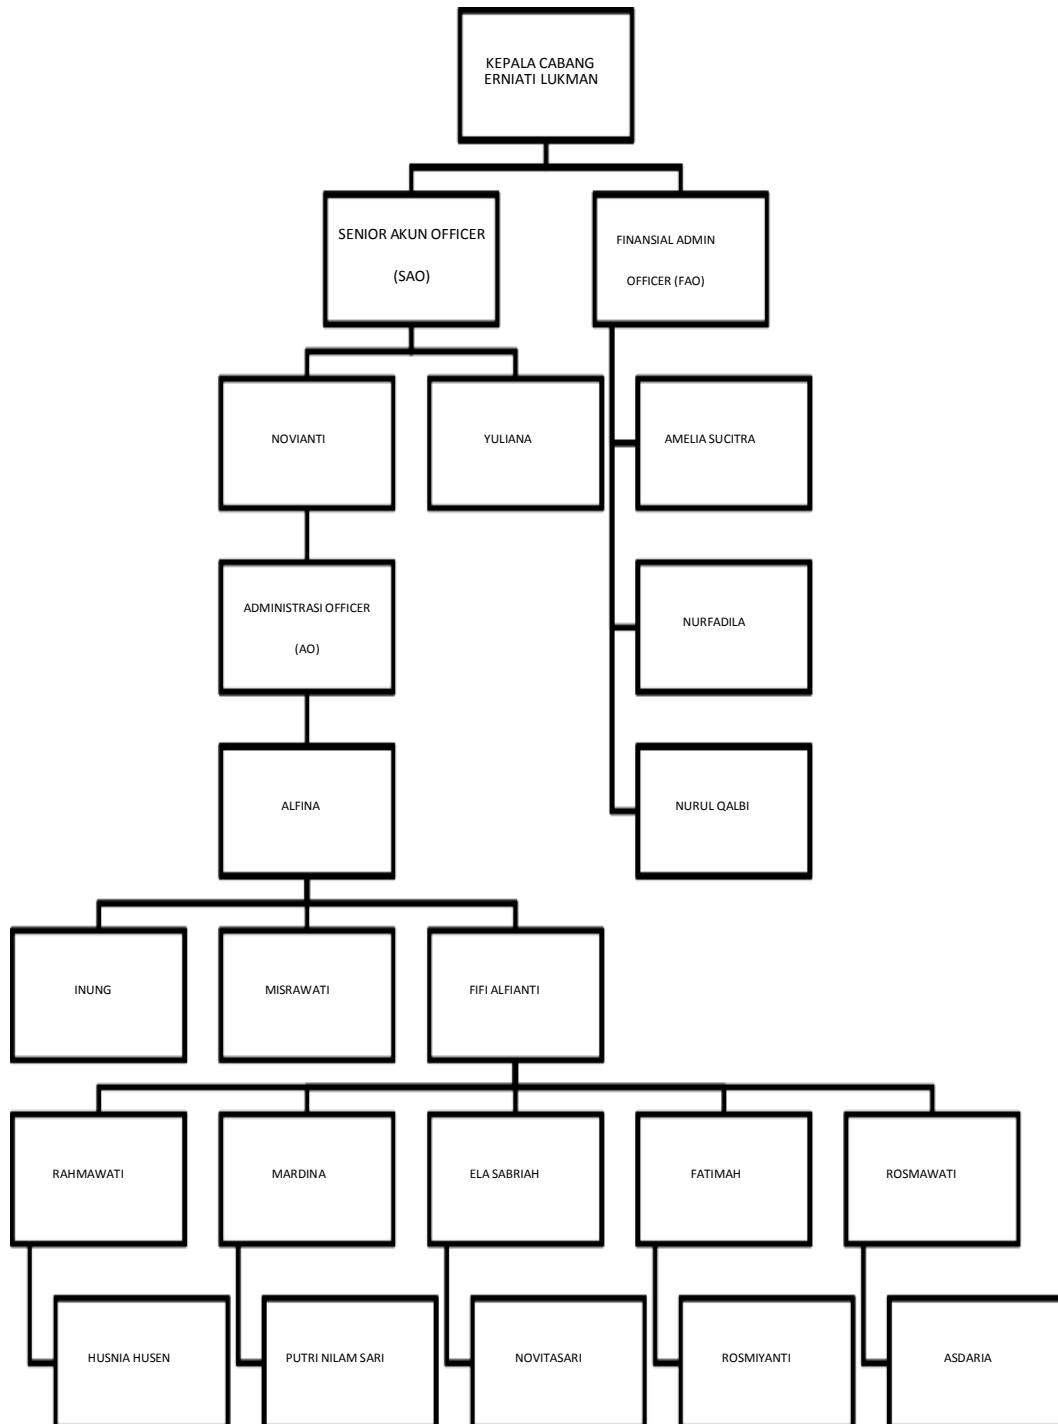 KEPALA CABANG
ERNIATI LUKMAN
SENIOR AKUN OFFICER
(SAO)
FINANSIAL ADMIN
OFFICER (FAO)
NOVIANTI
YULIANA
AMELIA SUCITRA
ADMINISTRASI OFFICER
(AO)
NURFADILA
ALFINA
NURUL QALBI
INUNG
MISRAWATI
FIFI ALFIANTI
RAHMAWATI
MARDINA
ELA SABRIAH
FATIMAH
ROSMAWATI
HUSNIA HUSEN
PUTRI NILAM SARI
NOVITASARI
ROSMIYANTI
ASDARIA